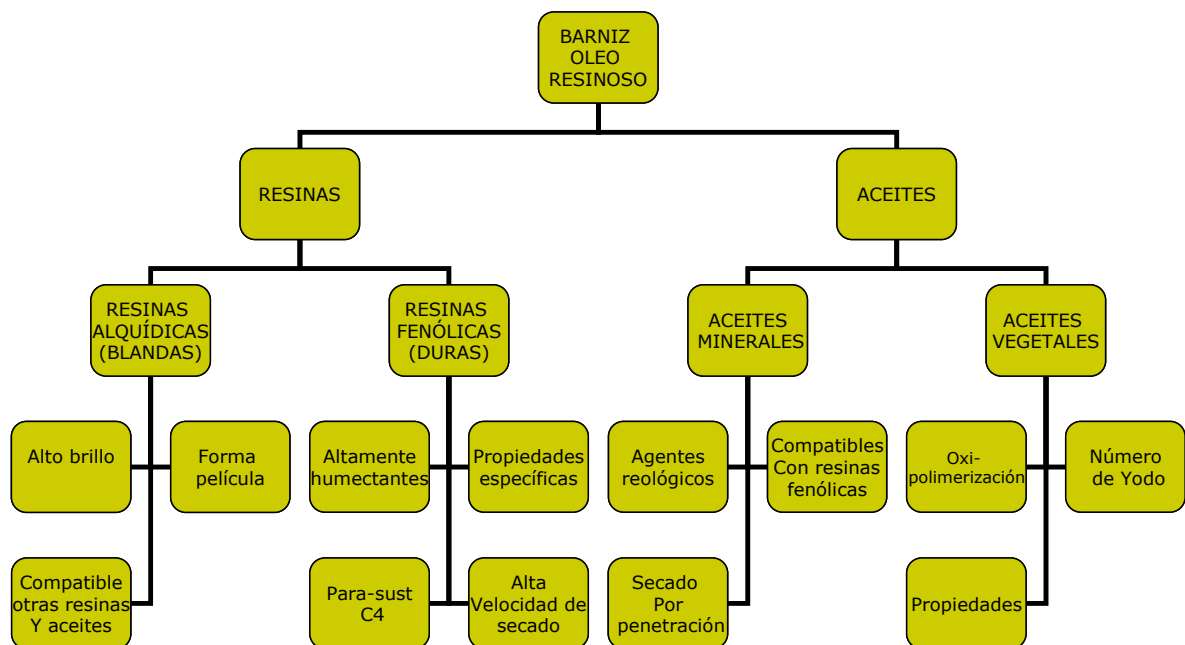 BARNIZ
OLEO
RESINOSO
RESINAS
ACEITES
RESINAS
ALQUÍDICAS
(BLANDAS)
RESINAS
FENÓLICAS
(DURAS)
ACEITES
MINERALES
ACEITES
VEGETALES
Alto brillo
Forma
película
Altamente
humectantes
Propiedades
específicas
Agentes
reológicos
Compatibles
Con resinas
fenólicas
Oxi-
polimerización
Número
de Yodo
Compatible
otras resinas
Y aceites
Para-sust
C4
Alta
Velocidad de
secado
Secado
Por
penetración
Propiedades